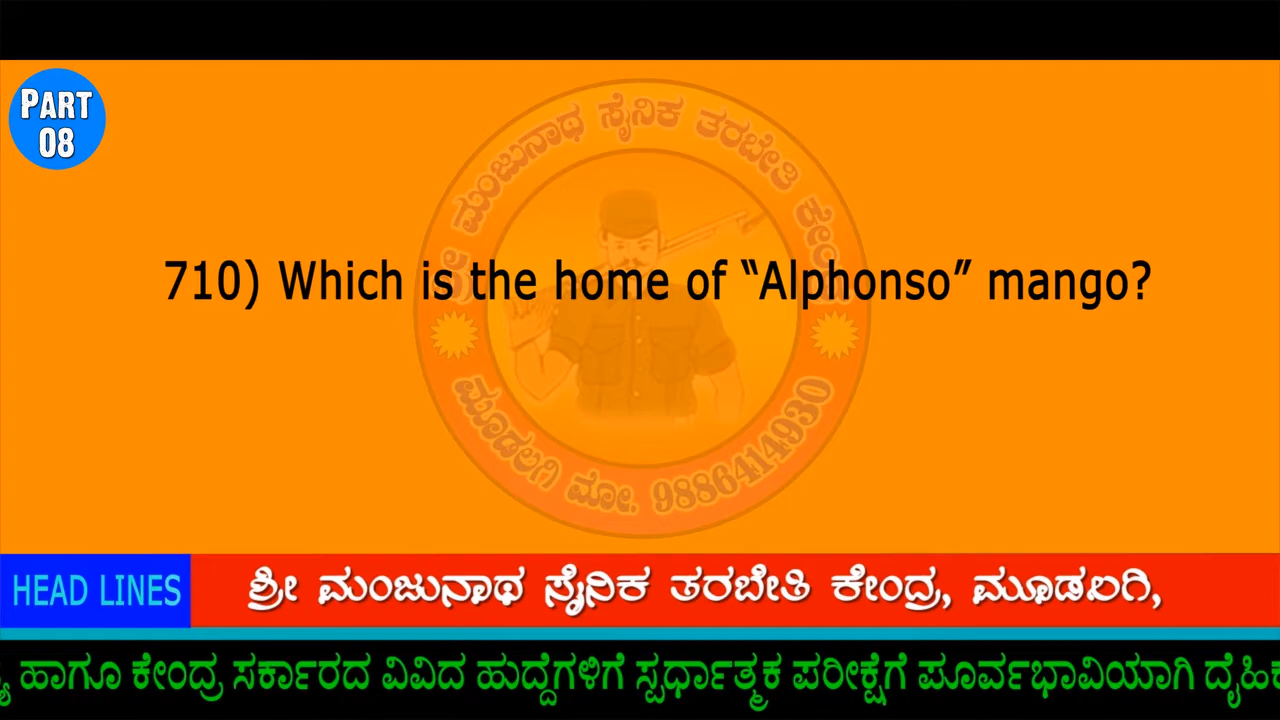 PART
08
ಶ್ರೀ ಮಂಜುನಾಥ ಸೈನಿಕ ತರಬೇತಿ ಕೇಂದ್ರ
710) Which is the home of “Alphonso” mango?
ಮೂಡಲಗಿ ಮೋ. 9886414930
HEAD LINES
ಶ್ರೀ ಮಂಜುನಾಥ ಸೈನಿಕ ತರಬೇತಿ ಕೇಂದ್ರ, ಮೂಡಲಗಿ,
ಹಾಗೂ ಕೇಂದ್ರ ಸರ್ಕಾರದ ವಿವಿದ ಹುದ್ದೆಗಳಿಗೆ ಸ್ಪರ್ಧಾತ್ಮಕ ಪರೀಕ್ಷೆಗೆ ಪೂರ್ವಭಾವಿಯಾಗಿ